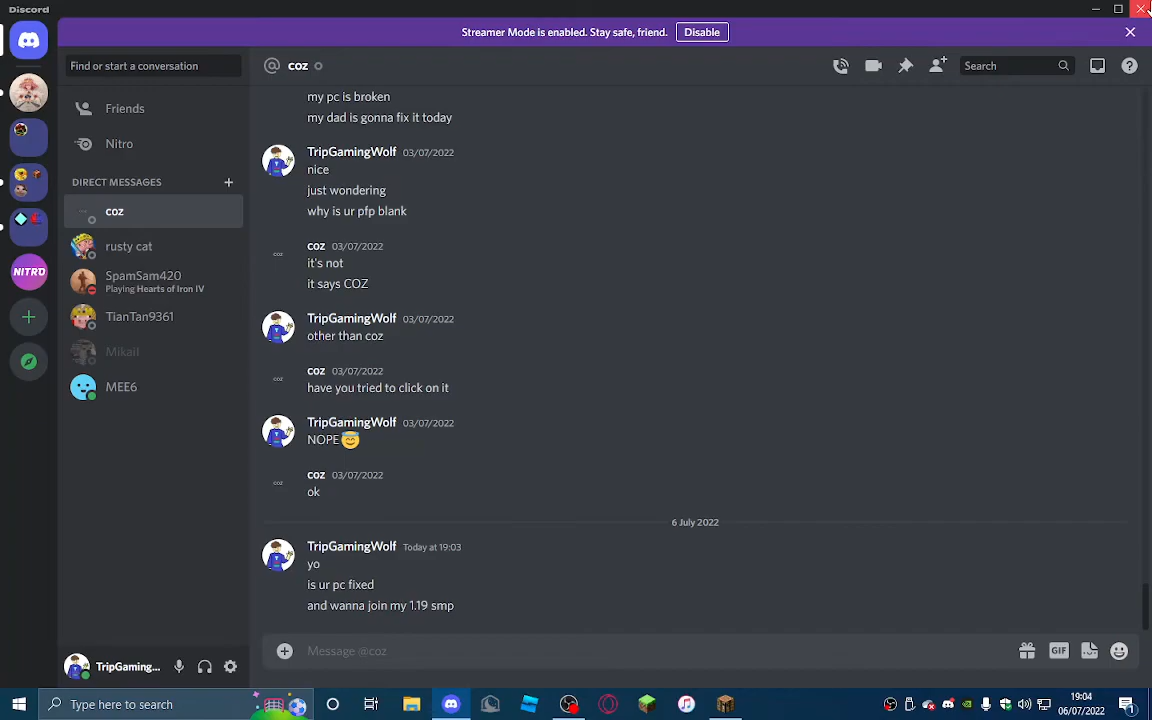 Discord
Streamer Mode is enabled. Stay safe, friend. Disable
Find or start a conversation
coz
Search
Friends
Nitro
DIRECT MESSAGES
coz
rusty cat
SpamSam420
Playing Hearts of Iron IV
TianTan9361
Mikail
MEE6
NITRO
my pc is broken
my dad is gonna fix it today
TripGamingWolf 03/07/2022
nice
just wondering
why is ur pfp blank
coz 03/07/2022
it's not
it says COZ
TripGamingWolf 03/07/2022
other than coz
coz 03/07/2022
have you tried to click on it
TripGamingWolf 03/07/2022
NOPE😇
coz 03/07/2022
ok
6 July 2022
TripGamingWolf Today at 19:03
yo
is ur pc fixed
and wanna join my 1.19 smp
Message @coz
GIF
TripGaming...
Type here to search
19:04
06/07/2022
1